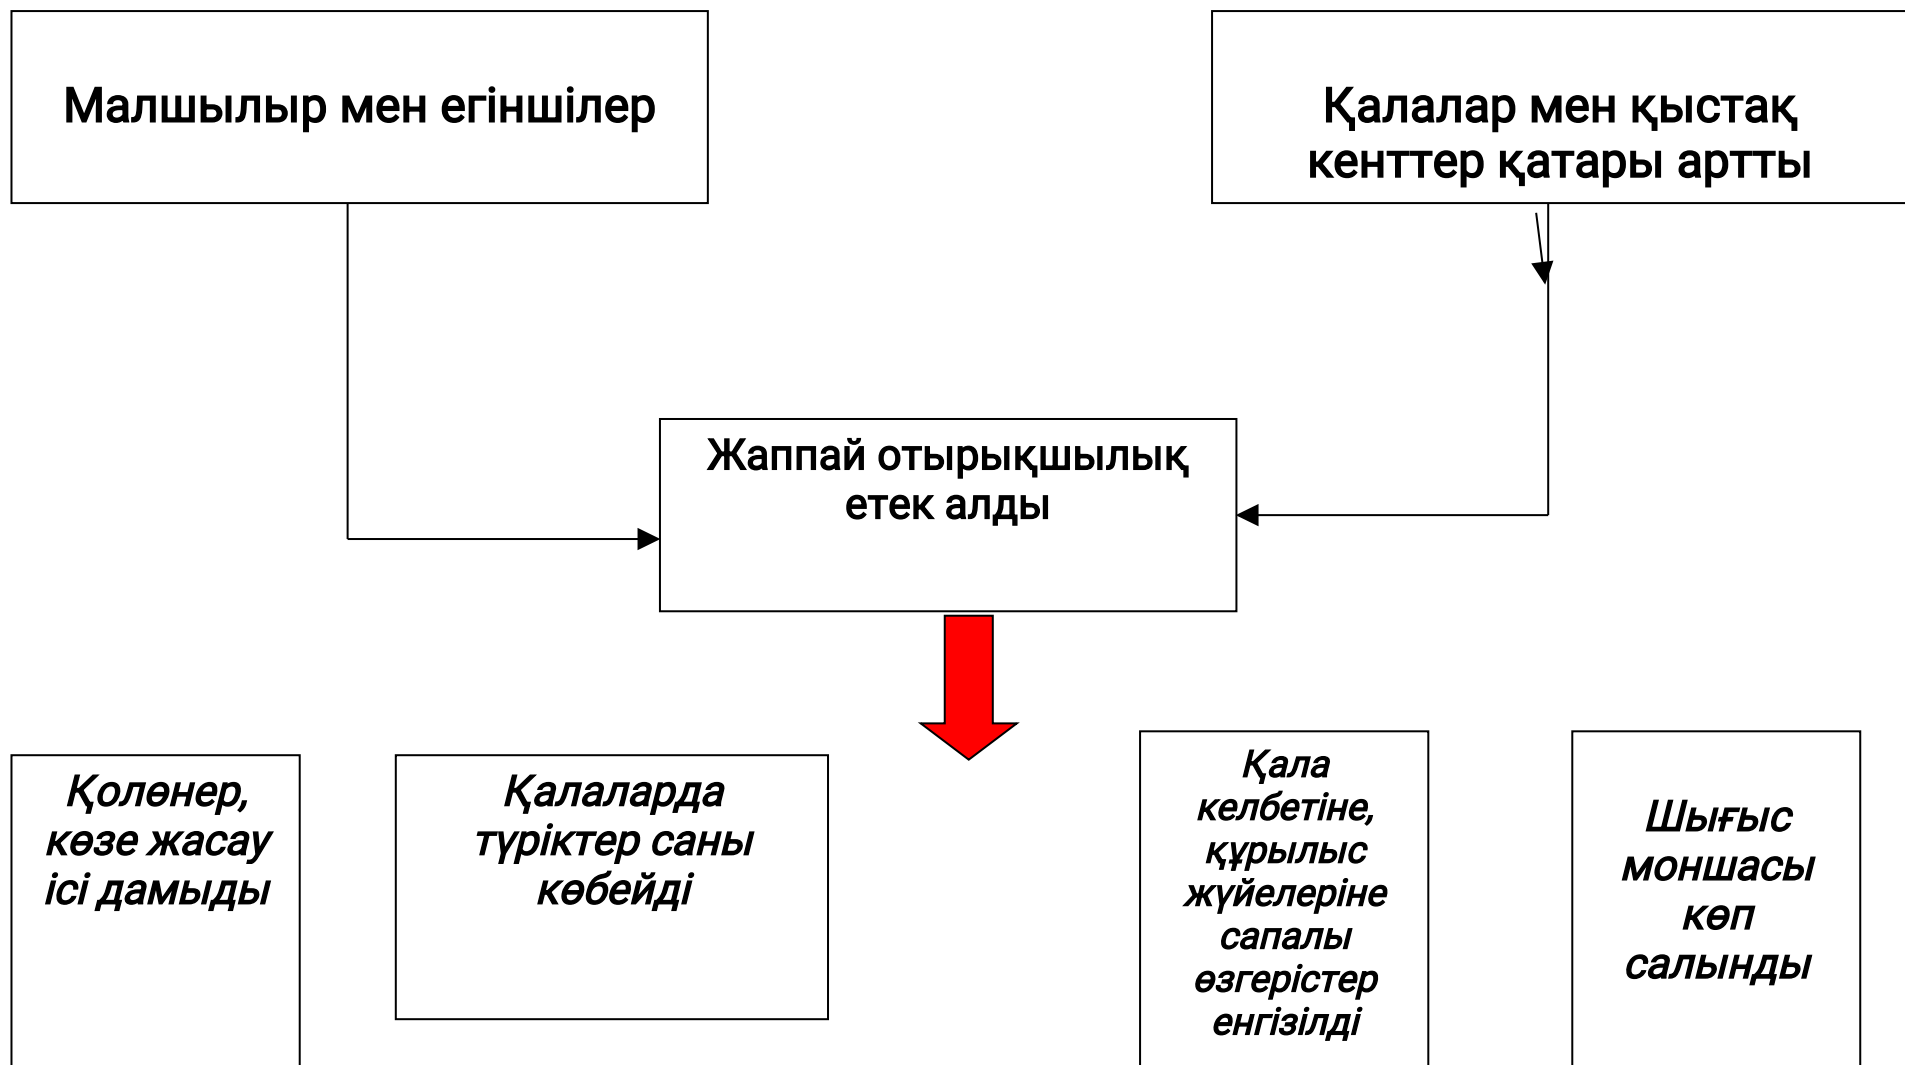 Малшылыр мен егіншілер
Қалалар мен қыстақ
кенттер қатары артты
Жаппай отырықшылық
етек алды
Қолөнер,
көзе жасау
ісі дамыды
Қалаларда
түріктер саны
көбейді
Қала
келбетіне,
құрылыс
жүйелеріне
сапалы
өзгерістер
енгізілді
Шығыс
моншасы
көп
салынды